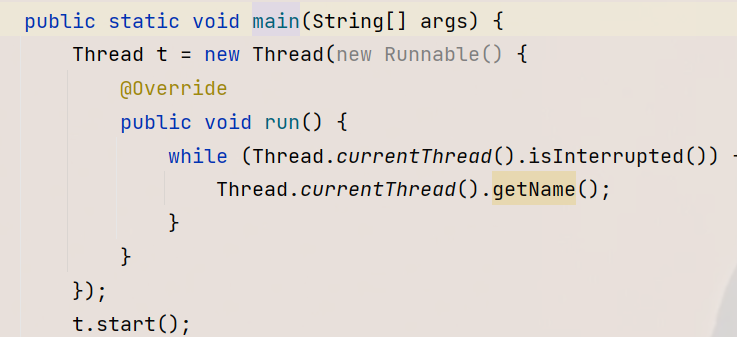 public static void main(String[] args) {
Thread t = new Thread(new Runnable() {
@Override
public void run() {
while (Thread.currentThread().isInterrupted())
Thread.currentThread().getName();
}
}
});
t.start();